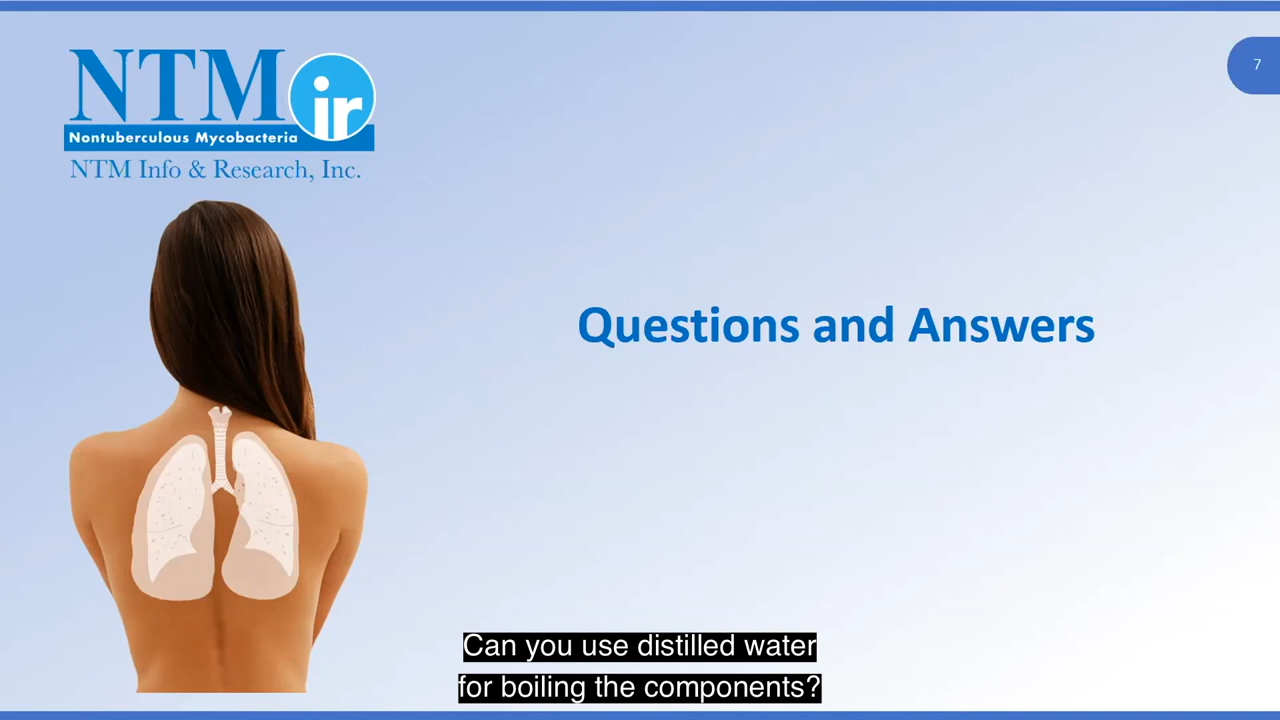 NTM ir
Nontuberculous Mycobacteria
NTM Info & Research, Inc.
7
Questions and Answers
Can you use distilled water
for boiling the components?